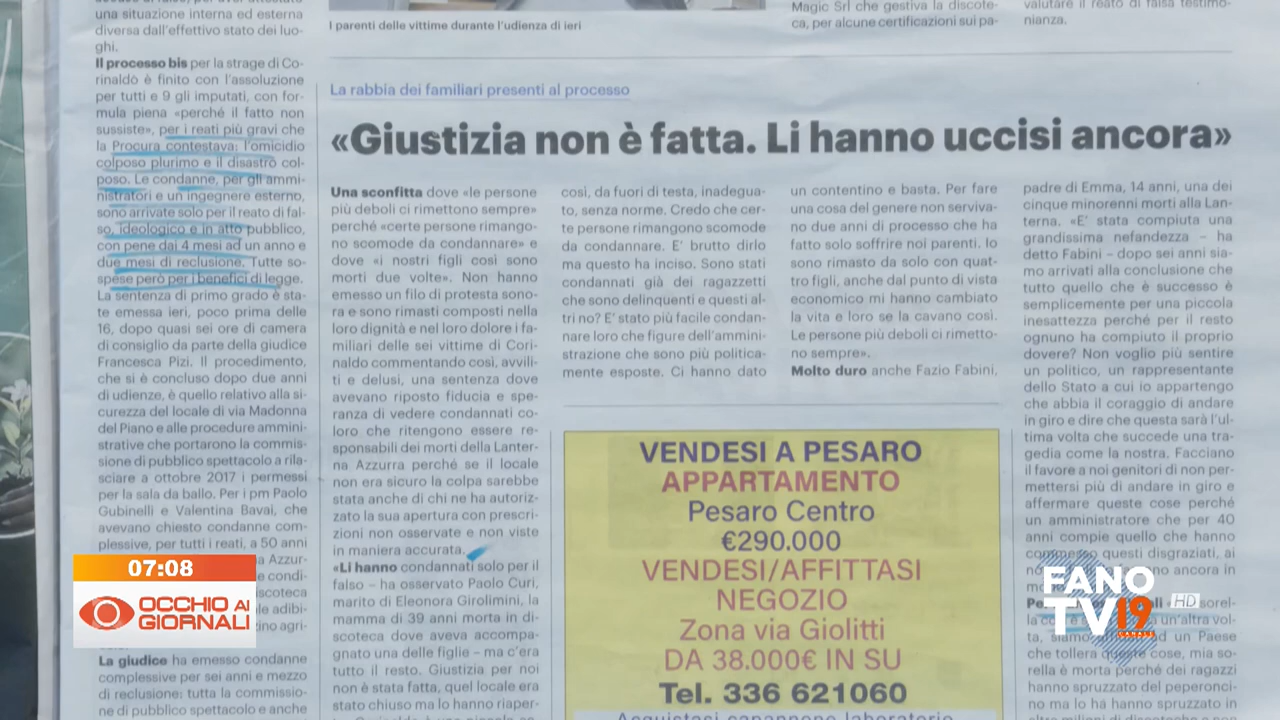 una situazione interna ed esterna
diversa dall'effettivo stato dei luo-
ghi.
Il processo bis per la strage di Co-
rinaldo è finito con l'assoluzione
per tutti e 9 gli imputati, con for-
mula piena «perché il fatto non
sussiste», per i reati più gravi che
la Procura contestava: l'omicidio
colposo plurimo e il disastro col-
poso. Le condanne, per gli ammi-
nistratori e un ingegnere esterno,
sono arrivate solo per il reato di fal-
so, ideologico e in atto pubblico,
con pene dai 4 mesi ad un anno e
due mesi di reclusione. Tutte so-
spese però per i benefici di legge.
La sentenza di primo grado è sta-
ta emessa ieri, poco prima delle
16, dopo quasi sei ore di camera
di consiglio da parte della giudice
Francesca Pizi. Il procedimento,
che si è concluso dopo due anni
di udienze, è quello relativo alla si-
curezza del locale di via Madonna
del Piano e alle procedure ammini-
strative che portarono la commis-
sione di pubblico spettacolo a rila-
sciare a ottobre 2017 i permessi
per la sala da ballo. Per i pm Paolo
Gubinelli e Valentina Bavai, che
avevano chiesto condanne com-
plessive, per tutti i reati, a 50 anni
a Azzur-
e condi-
scoteca
le adibi-
zino agri-
La giudice ha emesso condanne
complessive per sei anni e mezzo
di reclusione: tutta la commissio-
ne di pubblico spettacolo e anche
I parenti delle vittime durante l'udienza di ieri
Magic Srl che gestiva la discote-
ca, per alcune certificazioni sui pa-
valutare il reato di falsa testimo-
nianza.
La rabbia dei familiari presenti al processo
«Giustizia non è fatta. Li hanno uccisi ancora»
Una sconfitta dove «le persone
più deboli ci rimettono sempre»
perché «certe persone rimango-
no scomode da condannare» e
dove «i nostri figli così sono
morti due volte». Non hanno
emesso un filo di protesta sono-
ra e sono rimasti composti nella
loro dignità e nel loro dolore i fa-
miliari delle sei vittime di Cori-
naldo commentando così, avvili-
ti e delusi, una sentenza dove
avevano riposto fiducia e spe-
ranza di vedere condannati co-
loro che ritengono essere re-
sponsabili dei morti della Lanter-
na Azzurra perché se il locale
non era sicuro la colpa sarebbe
stata anche di chi ne ha autoriz-
zato la sua apertura con prescri-
zioni non osservate e non viste
in maniera accurata.
«Li hanno condannati solo per il
falso – ha osservato Paolo Curi,
marito di Eleonora Girolimini, la
mamma di 39 anni morta in di-
scoteca dove aveva accompa-
gnato una delle figlie – ma c'era
tutto il resto. Giustizia per noi
non è stata fatta, quel locale era
stato chiuso ma lo hanno riaper-
così, da fuori di testa, inadegua-
to, senza norme. Credo che cer-
te persone rimangono scomode
da condannare. E' brutto dirlo
ma questo ha inciso. Sono stati
condannati già dei ragazzetti
che sono delinquenti e questi al-
tri no? E' stato più facile condan-
nare loro che figure dell'ammini-
strazione che sono più politica-
mente esposte. Ci hanno dato
un contentino e basta. Per fare
una cosa del genere non serviva-
no due anni di processo che ha
fatto solo soffrire noi parenti. Io
sono rimasto da solo con quat-
tro figli, anche dal punto di vista
economico mi hanno cambiato
la vita e loro se la cavano così.
Le persone più deboli ci rimetto-
no sempre».
Molto duro anche Fazio Fabini,
padre di Emma, 14 anni, una dei
cinque minorenni morti alla Lan-
terna. «E' stata compiuta una
grandissima nefandezza – ha
detto Fabini – dopo sei anni sia-
mo arrivati alla conclusione che
tutto quello che è successo è
semplicemente per una piccola
inesattezza perché per il resto
ognuno ha compiuto il proprio
dovere? Non voglio più sentire
un politico, un rappresentante
dello Stato a cui io appartengo
che abbia il coraggio di andare
in giro e dire che questa sarà l'ul-
tima volta che succede una tra-
gedia come la nostra. Facciano
il favore a noi genitori di non per-
mettersi più di andare in giro e
affermare queste cose perché
un amministratore che per 40
anni compie quello che hanno
questi disgraziati, ai
no ancora in
sorel-
un'altra vol-
ta, ad un Paese
che tollera queste cose, mia so-
rella è morta perché dei ragazzi
hanno spruzzato del peperonci-
no ma lo ha hanno spruzzato in
VENDESI A PESARO
APPARTAMENTO
Pesaro Centro
€290.000
VENDESI/AFFITTASI
NEGOZIO
Zona via Giolitti
DA 38.000€ IN SU
Tel. 336 621060
Acquistasi capannone laboratorio
07:08
OCCHIO AI
GIORNALI
FANO
TV19
HD
CANALE